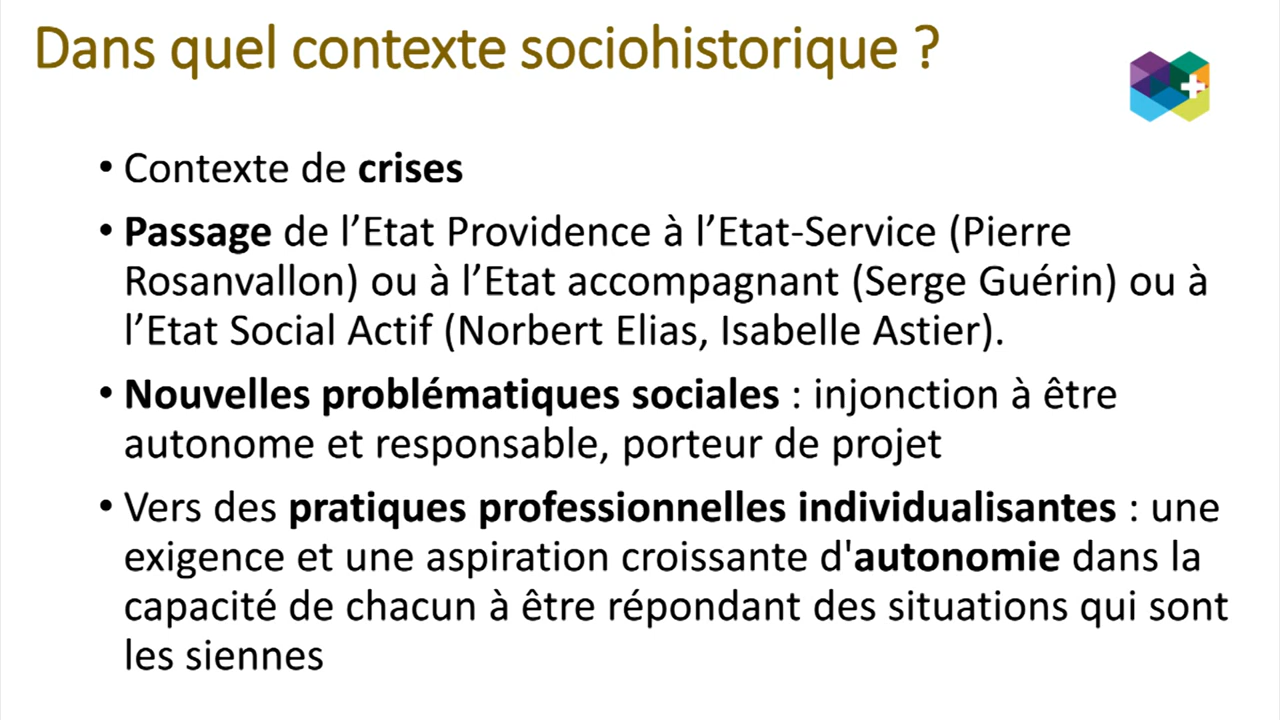 Dans quel contexte sociohistorique ?
• Contexte de crises
• Passage de l’Etat Providence à l’Etat-Service (Pierre
Rosanvallon) ou à l’Etat accompagnant (Serge Guérin) ou à
l’Etat Social Actif (Norbert Elias, Isabelle Astier).
• Nouvelles problématiques sociales : injonction à être
autonome et responsable, porteur de projet
• Vers des pratiques professionnelles individualisantes : une
exigence et une aspiration croissante d'autonomie dans la
capacité de chacun à être répondant des situations qui sont
les siennes